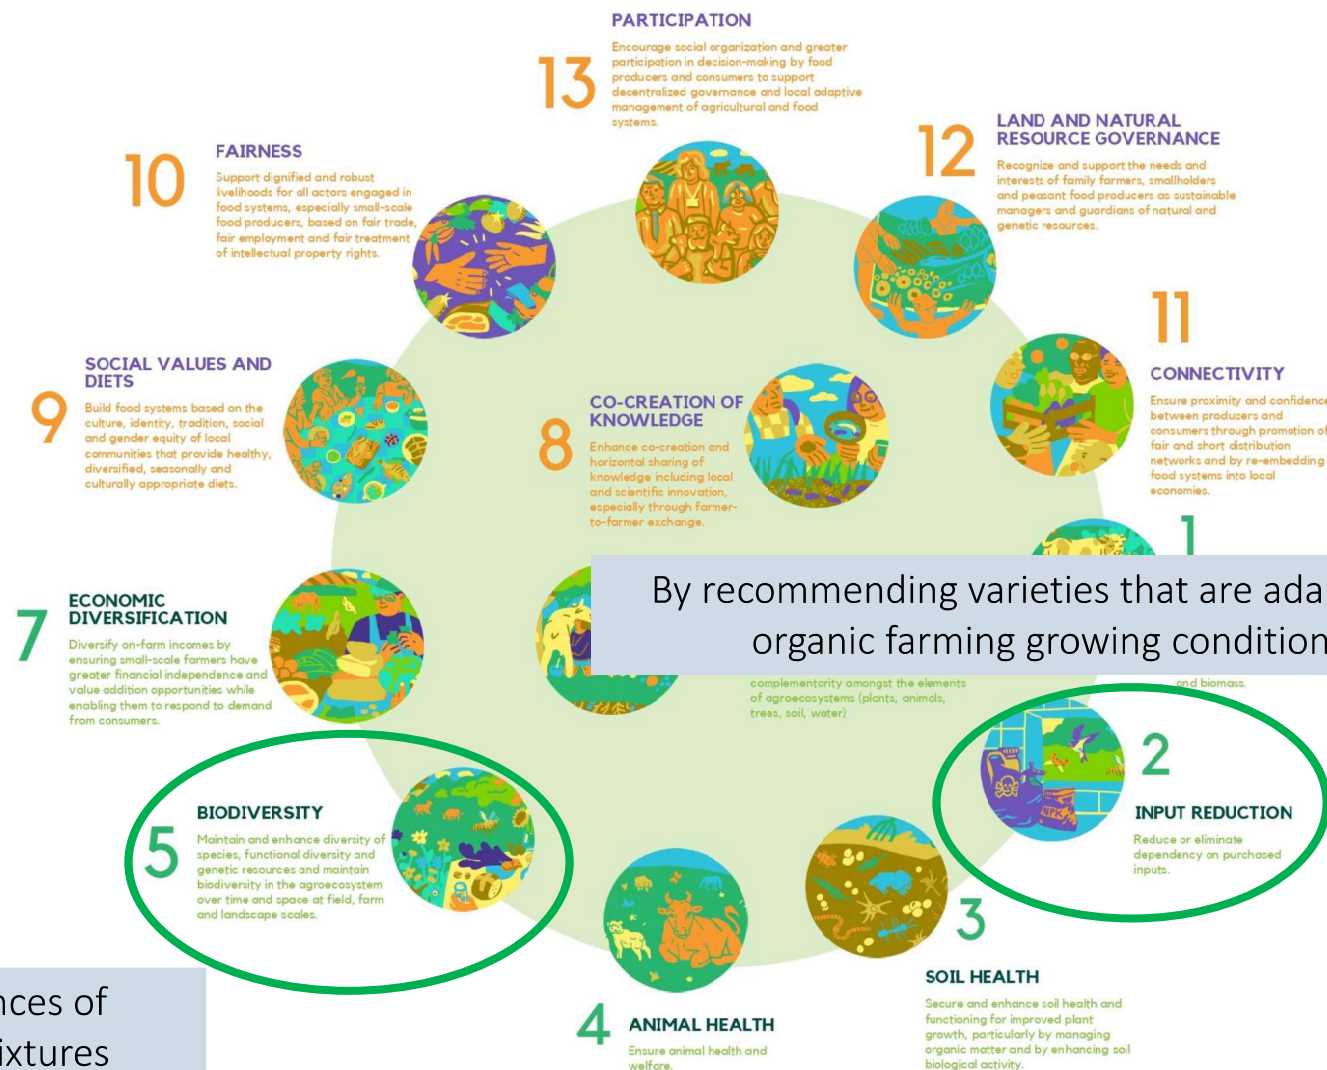 PARTICIPATION
13
Encourage social organization and greater
participation in decision-making by food
producers and consumers to support
decentralized governance and local adaptive
management of agricultural and food
systems.
12
LAND AND NATURAL
RESOURCE GOVERNANCE
Recognize and support the needs and
interests of family farmers, smallholders
and peasant food producers as sustainable
managers and guardians of natural and
genetic resources.
10
FAIRNESS
Support dignified and robust
livelihoods for all actors engaged in
food systems, especially small-scale
food producers, based on fair trade,
fair employment and fair treatment
of intellectual property rights.
11
CONNECTIVITY
Ensure proximity and confidence
between producers and
consumers through promotion of
fair and short distribution
networks and by re-embedding
food systems into local
economies.
9
SOCIAL VALUES AND
DIETS
Build food systems based on the
culture, identity, tradition, social
and gender equity of local
communities that provide healthy,
diversified, seasonally and
culturally appropriate diets.
8
CO-CREATION OF
KNOWLEDGE
Enhance co-creation and
horizontal sharing of
knowledge including local
and scientific innovation,
especially through farmer-
to-farmer exchange.
1
By recommending varieties that are ada
organic farming growing condition
complementarity amongst the elements
of agroecosystems (plants, animals,
trees, soil, water)
and biomass.
7
ECONOMIC
DIVERSIFICATION
Diversify on-farm incomes by
ensuring small-scale farmers have
greater financial independence and
value addition opportunities while
enabling them to respond to demand
from consumers.
2
INPUT REDUCTION
Reduce or eliminate
dependency on purchased
inputs.
NPK
5
BIODIVERSITY
Maintain and enhance diversity of
species, functional diversity and
genetic resources and maintain
biodiversity in the agroecosystem
over time and space at field, farm
and landscape scales.
3
SOIL HEALTH
Secure and enhance soil health and
functioning for improved plant
growth, particularly by managing
organic matter and by enhancing soil
biological activity.
4
ANIMAL HEALTH
Ensure animal health and
welfare.
nces of
ixtures